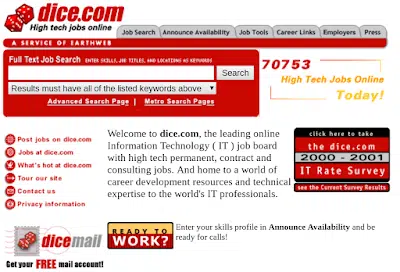 dice.com
High tech jobs online
Job Search
Announce Availability
Job Tools
Career Links
Employers
Press
A SERVICE OF EARTHWEB
Full Text Job Search ENTER SKILLS, JOB TITLES, AND LOCATIONS AS KEYWORDS
Search
Results must have all of the listed keywords above
Advanced Search Page | Metro Search Pages
70753
High Tech Jobs Online
Today!
Post jobs on dice.com
Jobs at dice.com
What's hot at dice.com
Tour our site
Contact us
Privacy information
Welcome to dice.com, the leading online
Information Technology ( IT ) job board
with high tech permanent, contract and
consulting jobs. And home to a world of
career development resources and technical
expertise to the world's IT professionals.
click here to take
the dice.com
2000 - 2001
IT Rate Survey
see the Current Survey Results
dicemail
Get your FREE mail account!
READY TO
WORK?
Enter your skills profile in Announce Availability and be
ready for calls!